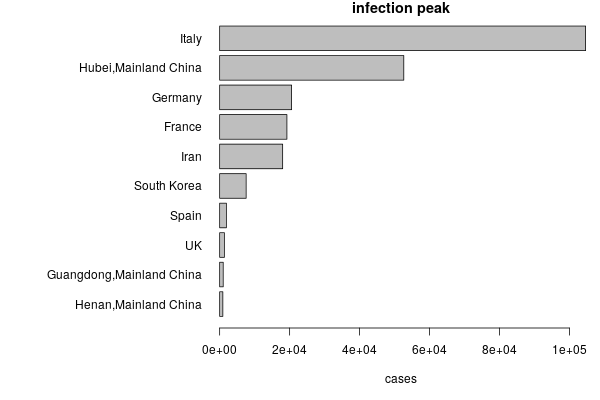 infection peak
Italy
Hubei,Mainland China
Germany
France
Iran
South Korea
Spain
UK
Guangdong,Mainland China
Henan,Mainland China
0e+00 2e+04 4e+04 6e+04 8e+04 1e+05
cases